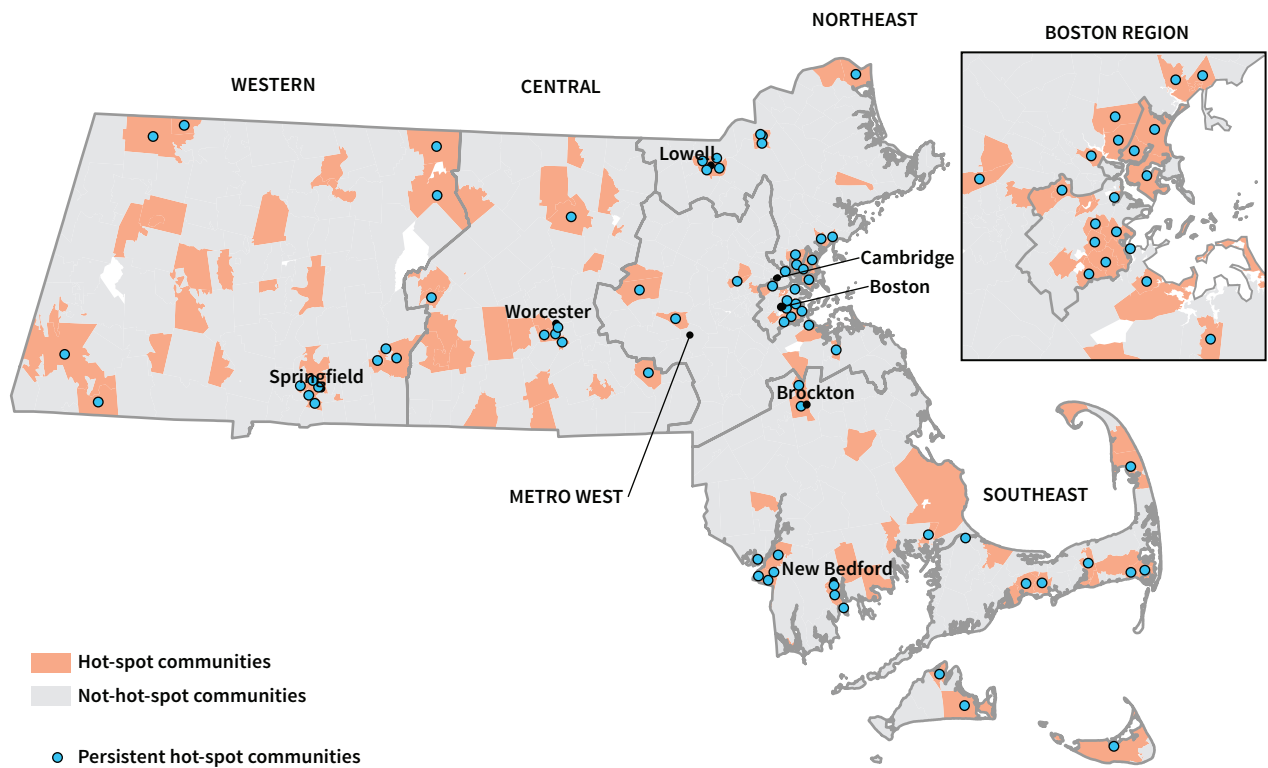 NORTHEAST
BOSTON REGION
WESTERN
CENTRAL
Lowell
Cambridge
Boston
Worcester
Springfield
Brockton
METRO WEST
SOUTHEAST
New Bedford
Hot-spot communities
Not-hot-spot communities
Persistent hot-spot communities